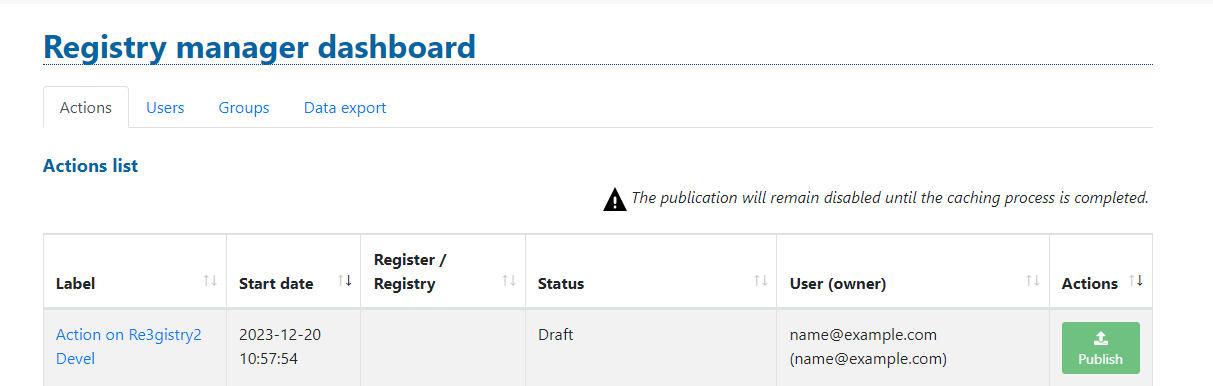 Registry manager dashboard
Actions Users Groups Data export
Actions list
The publication will remain disabled until the caching process is completed.
Label Start date Register / Registry Status User (owner) Actions
Action on Re3gistry2 Devel 2023-12-20 10:57:54 Draft name@example.com (name@example.com) Publish